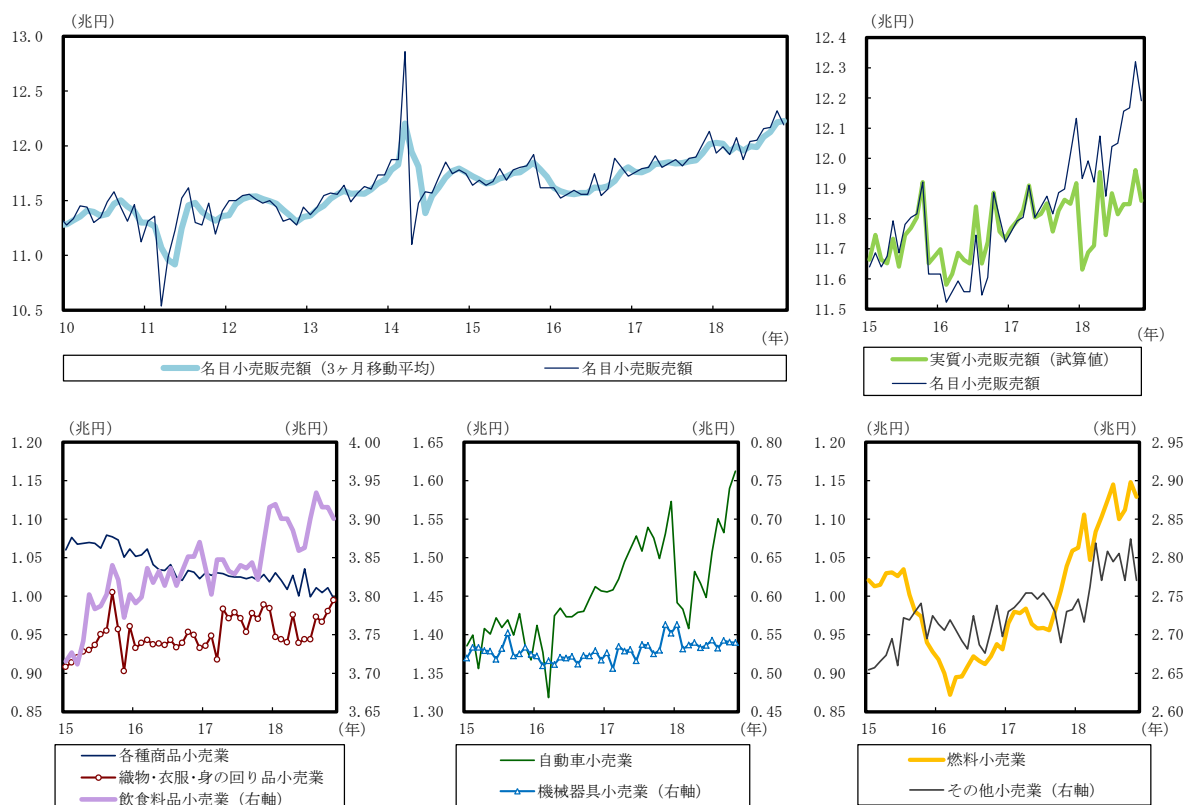 (兆円)
13.0
12.5
12.0
11.5
11.0
10.5
10 11 12 13 14 15 16 17 18
(年)
名目小売販売額（3ヶ月移動平均） 名目小売販売額
(兆円)
12.4
12.3
12.2
12.1
12.0
11.9
11.8
11.7
11.6
11.5
15 16 17 18
(年)
実質小売販売額（試算値）
名目小売販売額
(兆円) (兆円)
1.20 4.00
1.15 3.95
1.10 3.90
1.05 3.85
1.00 3.80
0.95 3.75
0.90 3.70
0.85 3.65
15 16 17 18 (年)
各種商品小売業
織物・衣服・身の回り品小売業
飲食料品小売業（右軸）
(兆円) (兆円)
1.65 0.80
1.60 0.75
1.55 0.70
1.50 0.65
1.45 0.60
1.40 0.55
1.35 0.50
1.30 0.45
15 16 17 18 (年)
自動車小売業
機械器具小売業（右軸）
(兆円) (兆円)
1.20 2.95
1.15 2.90
1.10 2.85
1.05 2.80
1.00 2.75
0.95 2.70
0.90 2.65
0.85 2.60
15 16 17 18 (年)
燃料小売業
その他小売業（右軸）